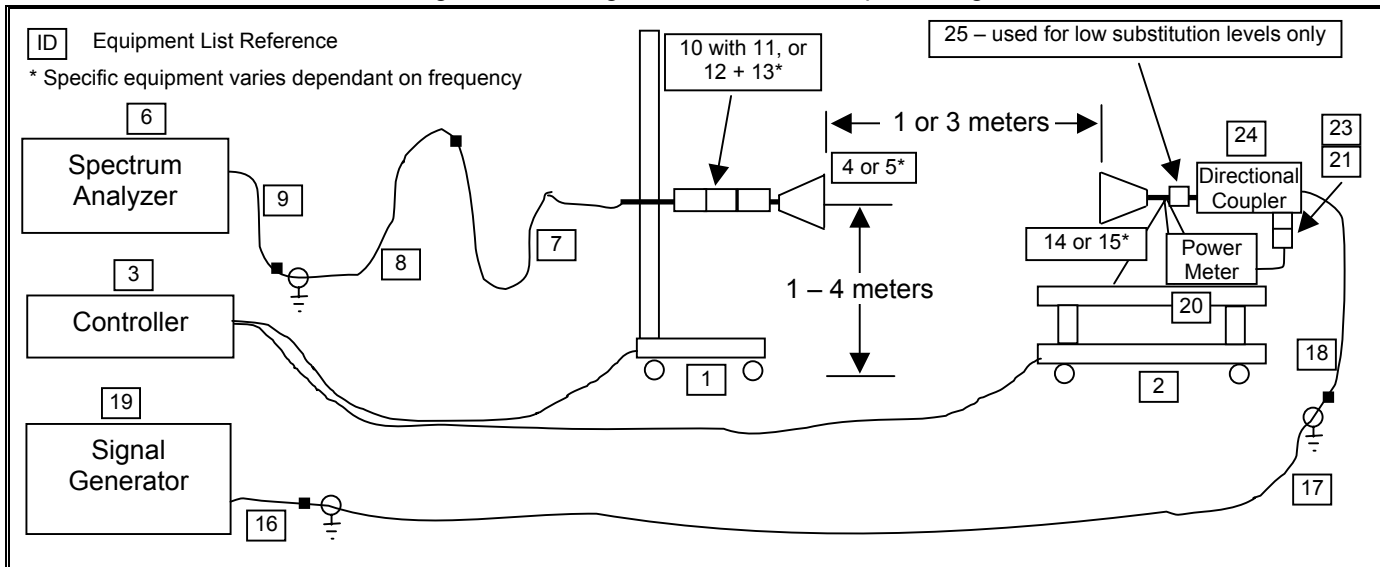 ID Equipment List Reference
* Specific equipment varies dependant on frequency
10 with 11, or
12 + 13*
25 – used for low substitution levels only
6
Spectrum
Analyzer
9
8
7
4 or 5*
1 or 3 meters
1 – 4 meters
24
Directional
Coupler
23
21
14 or 15*
Power
Meter
20
3
Controller
1
2
18
19
Signal
Generator
16
17